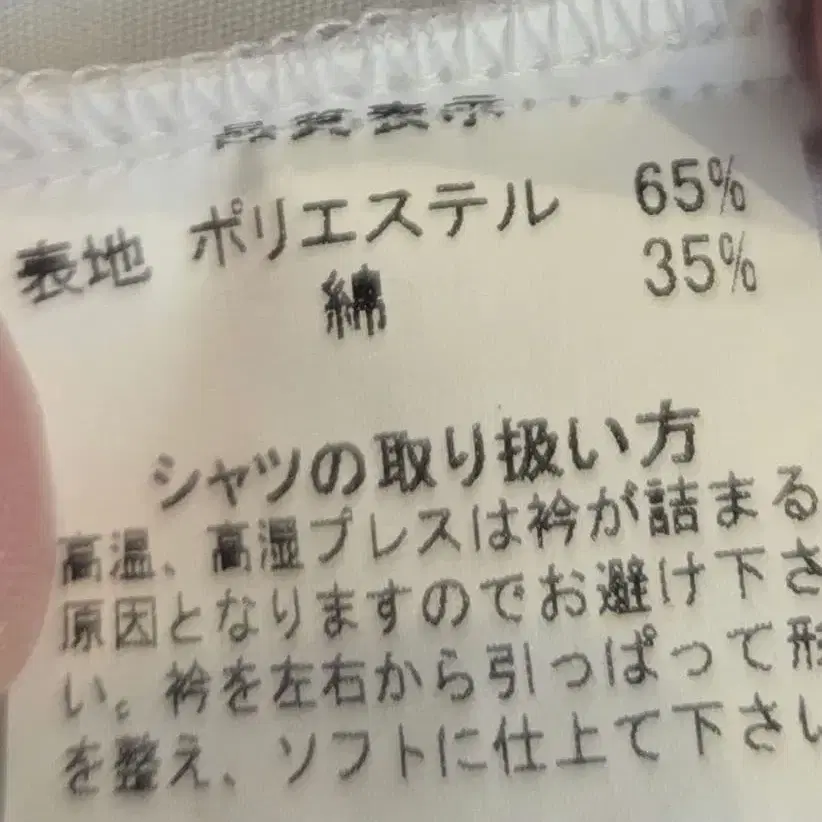 品質表示
表地 ポリエステル 65%
綿 35%
シャツの取り扱い方
高温、高湿プレスは衿が詰まる
原因となりますのでお避け下さ
い。衿を左右から引っぱって形
を整え、ソフトに仕上て下さい